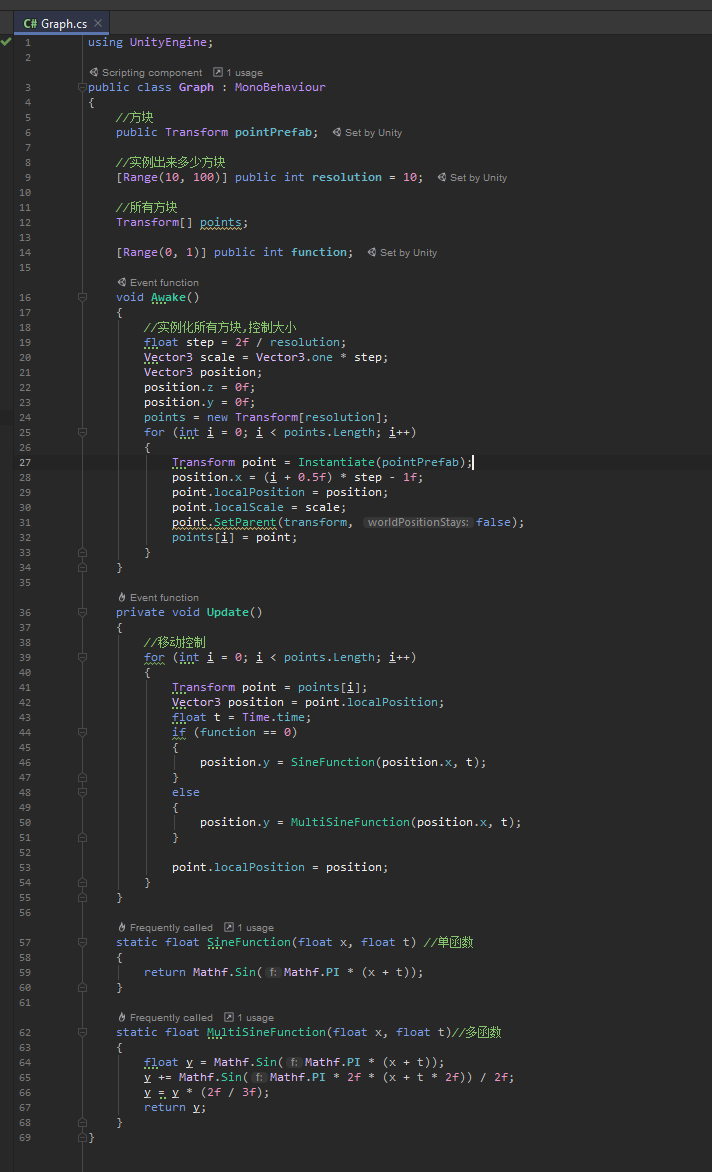 C# Graph.cs ×
1 using UnityEngine;
2
Scripting component 1 usage
3 public class Graph : MonoBehaviour
4 {
5 //方块
6 public Transform pointPrefab; Set by Unity
7
8 //实例出来多少方块
9 [Range(10, 100)] public int resolution = 10; Set by Unity
10
11 //所有方块
12 Transform[] points;
13
14 [Range(0, 1)] public int function; Set by Unity
15
Event function
16 void Awake()
17 {
18 //实例化所有方块,控制大小
19 float step = 2f / resolution;
20 Vector3 scale = Vector3.one * step;
21 Vector3 position;
22 position.z = 0f;
23 position.y = 0f;
24 points = new Transform[resolution];
25 for (int i = 0; i < points.Length; i++)
26 {
27 Transform point = Instantiate(pointPrefab);
28 position.x = (i + 0.5f) * step - 1f;
29 point.localPosition = position;
30 point.localScale = scale;
31 point.SetParent(transform, worldPositionStays: false);
32 points[i] = point;
33 }
34 }
35
Event function
36 private void Update()
37 {
38 //移动控制
39 for (int i = 0; i < points.Length; i++)
40 {
41 Transform point = points[i];
42 Vector3 position = point.localPosition;
43 float t = Time.time;
44 if (function == 0)
45 {
46 position.y = SineFunction(position.x, t);
47 }
48 else
49 {
50 position.y = MultiSineFunction(position.x, t);
51 }
52
53 point.localPosition = position;
54 }
55 }
56
Frequently called 1 usage
57 static float SineFunction(float x, float t) //单函数
58 {
59 return Mathf.Sin( f: Mathf.PI * (x + t));
60 }
61
Frequently called 1 usage
62 static float MultiSineFunction(float x, float t)//多函数
63 {
64 float y = Mathf.Sin( f: Mathf.PI * (x + t));
65 y += Mathf.Sin( f: Mathf.PI * 2f * (x + t * 2f)) / 2f;
66 y = y * (2f / 3f);
67 return y;
68 }
69 }